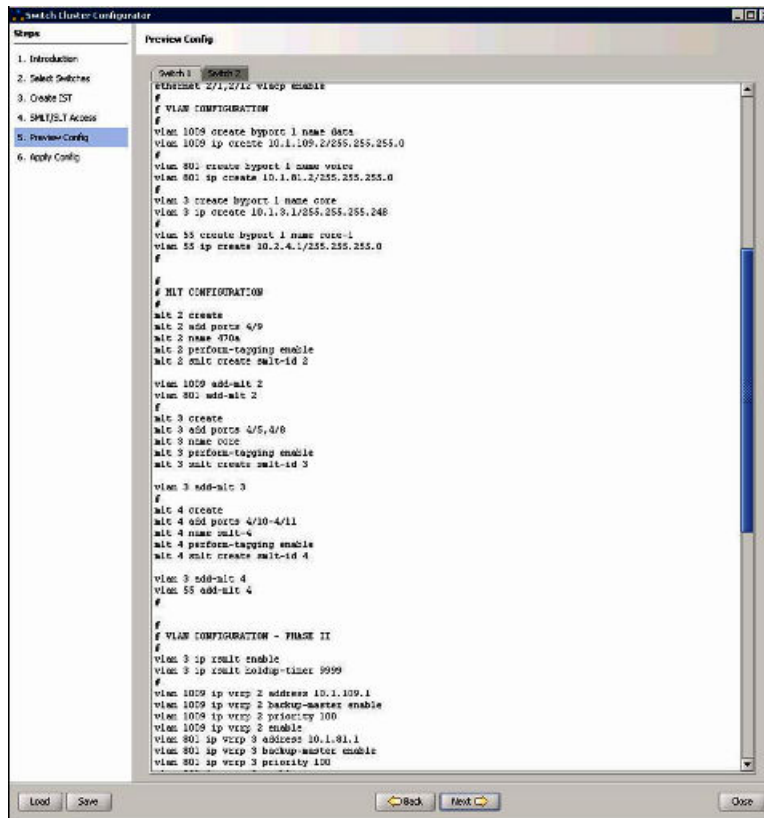 Switch Cluster Configurator
Steps
1. Introduction
2. Select Switches
3. Create IST
4. SMLT/SLT Access
5. Preview Config
6. Apply Config
Preview Config
Switch 1
Switch 2
ethernet 2/1,2/12 vlacp enable
#
# VLAN CONFIGURATION
#
vlan 1009 create byport 1 name data
vlan 1009 ip create 10.1.109.2/255.255.255.0
#
vlan 801 create byport 1 name voice
vlan 801 ip create 10.1.81.2/255.255.255.0
#
vlan 3 create byport 1 name core
vlan 3 ip create 10.1.3.1/255.255.255.248
#
vlan 55 create byport 1 name core-1
vlan 55 ip create 10.2.4.1/255.255.255.0
#
#
# MLT CONFIGURATION
#
mlt 2 create
mlt 2 add ports 4/9
mlt 2 name 470a
mlt 2 perform-tagging enable
mlt 2 smlt create smlt-id 2
vlan 1009 add-mlt 2
vlan 801 add-mlt 2
#
mlt 3 create
mlt 3 add ports 4/5,4/8
mlt 3 name core
mlt 3 perform-tagging enable
mlt 3 smlt create smlt-id 3
vlan 3 add-mlt 3
#
mlt 4 create
mlt 4 add ports 4/10-4/11
mlt 4 name smlt-4
mlt 4 perform-tagging enable
mlt 4 smlt create smlt-id 4
vlan 3 add-mlt 4
vlan 55 add-mlt 4
#
#
# VLAN CONFIGURATION - PHASE II
#
vlan 3 ip rsmlt enable
vlan 3 ip rsmlt holdup-timer 9999
#
vlan 1009 ip vrrp 2 address 10.1.109.1
vlan 1009 ip vrrp 2 backup-master enable
vlan 1009 ip vrrp 2 priority 100
vlan 1009 ip vrrp 2 enable
vlan 801 ip vrrp 3 address 10.1.81.1
vlan 801 ip vrrp 3 backup-master enable
vlan 801 ip vrrp 3 priority 100
Load
Save
Back
Next
Close